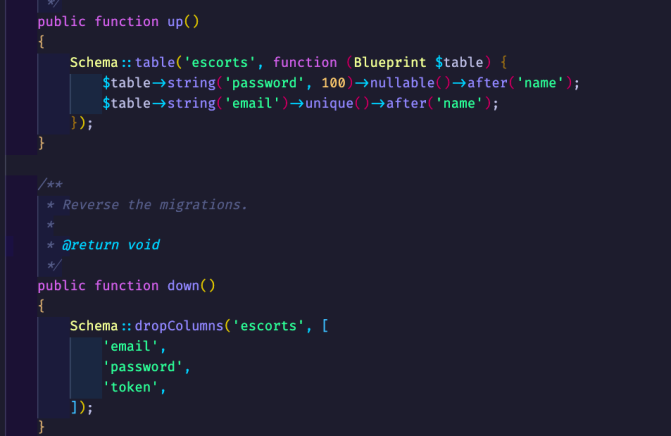 */
public function up()
{
Schema::table('escorts', function (Blueprint $table) {
$table->string('password', 100)->nullable()->after('name');
$table->string('email')->unique()->after('name');
});
}
/**
* Reverse the migrations.
*
* @return void
*/
public function down()
{
Schema::dropColumns('escorts', [
'email',
'password',
'token',
]);
}